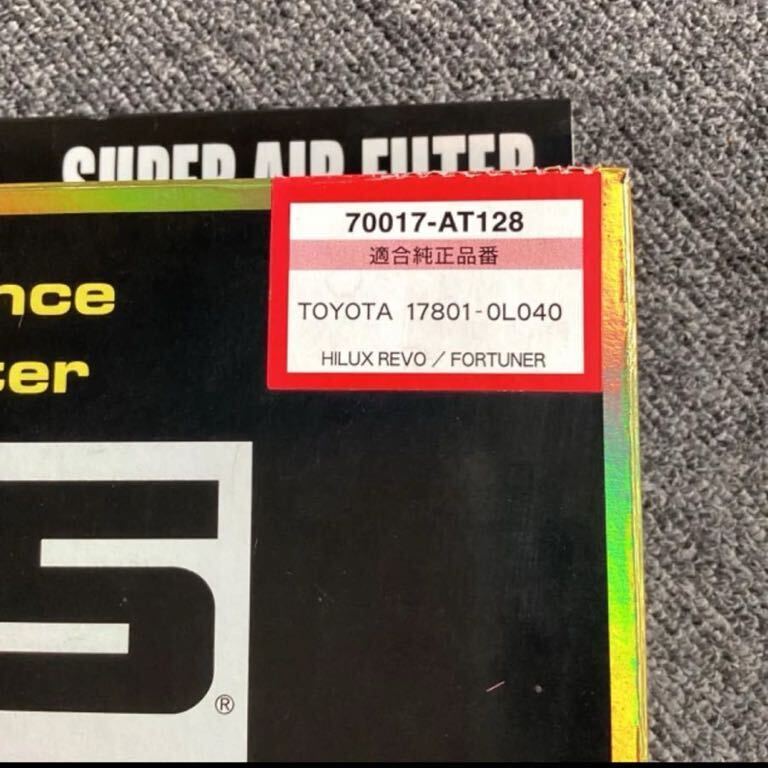 SUPER AIR FILTER
70017-AT128
適合純正品番
TOYOTA 17801-0L040
HILUX REVO / FORTUNER
nce
ter
S
®